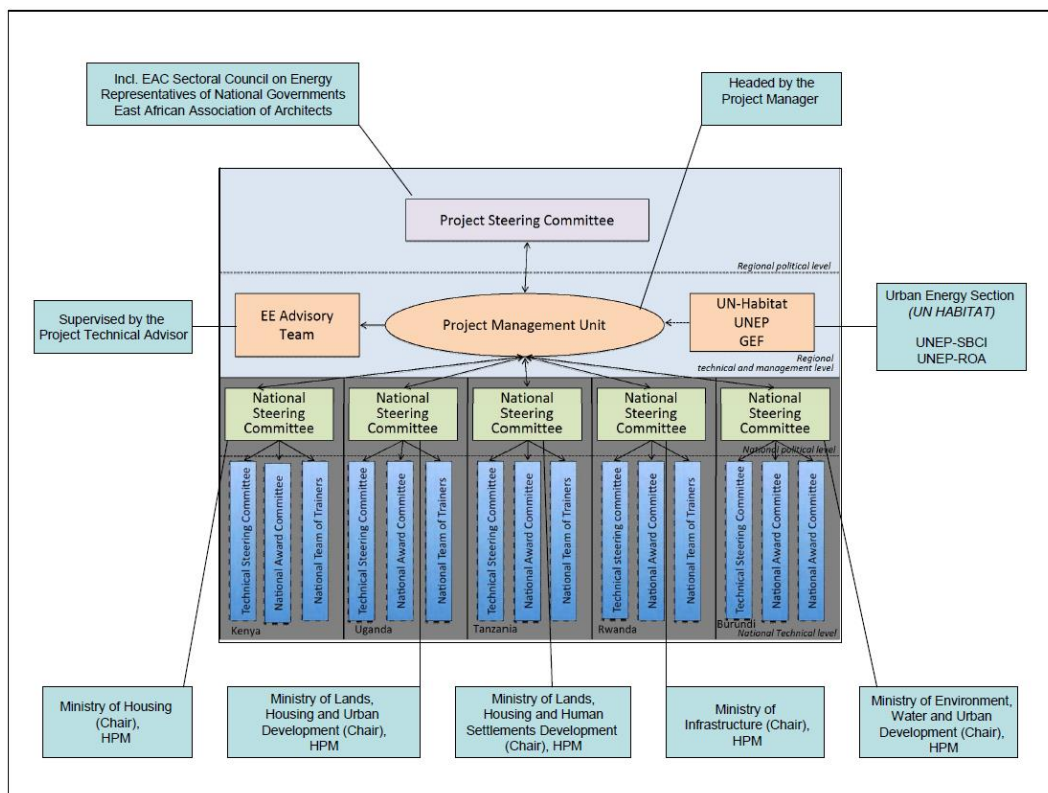 Incl. EAC Sectoral Council on Energy
Representatives of National Governments
East African Association of Architects
Headed by the
Project Manager
Project Steering Committee
Regional political level
Supervised by the
Project Technical Advisor
EE Advisory
Team
Project Management Unit
UN-Habitat
UNEP
GEF
Urban Energy Section
(UN HABITAT)
UNEP-SBCI
UNEP-ROA
Regional
technical and management level
National
Steering
Committee
National
Steering
Committee
National
Steering
Committee
National
Steering
Committee
National
Steering
Committee
National political level
Technical Steering Committee
National Award Committee
National Team of Trainers
Technical Steering Committee
National Award Committee
National Team of Trainers
Technical Steering Committee
National Award Committee
National Team of Trainers
Technical steering committee
National Award Committee
National Team of Trainers
Technical Steering Committee
National Award Committee
National Award Committee
Kenya
Uganda
Tanzania
Rwanda
Burundi
National Technical level
Ministry of Housing
(Chair),
HPM
Ministry of Lands,
Housing and Urban
Development (Chair),
HPM
Ministry of Lands,
Housing and Human
Settlements Development
(Chair), HPM
Ministry of
Infrastructure (Chair),
HPM
Ministry of Environment,
Water and Urban
Development (Chair),
HPM